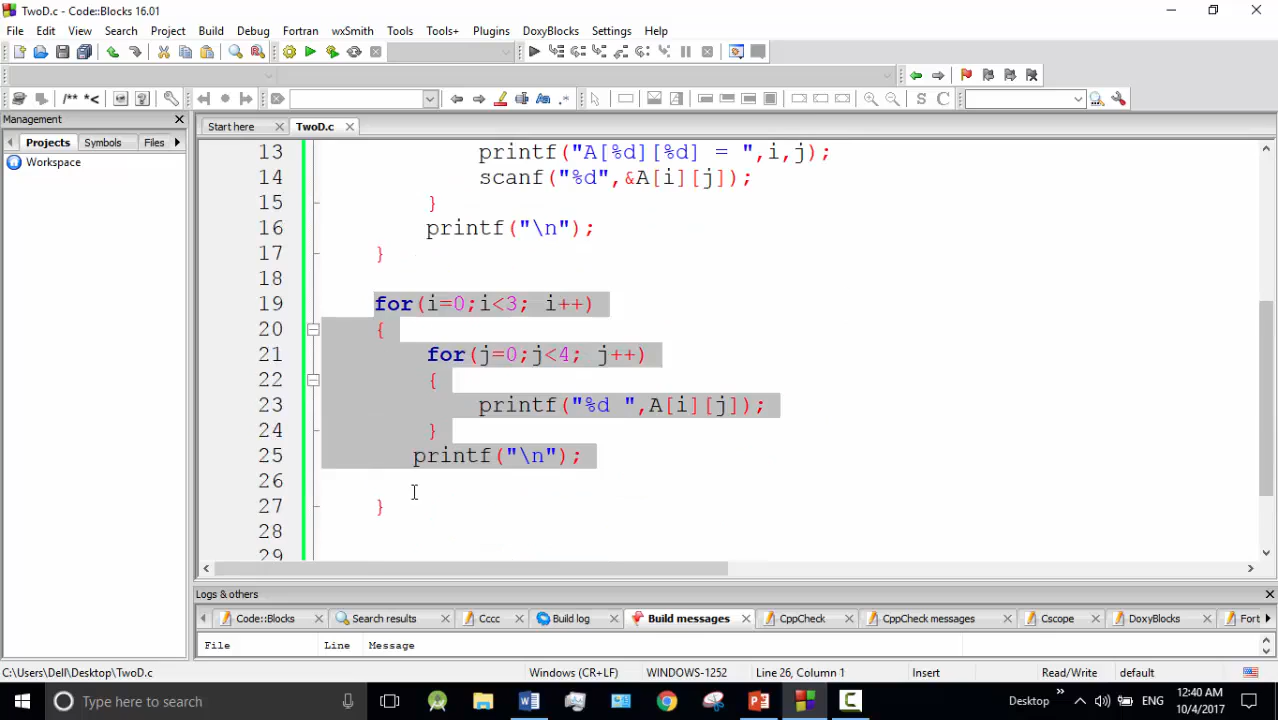 TwoD.c - Code::Blocks 16.01
File Edit View Search Project Build Debug Fortran wxSmith Tools Tools+ Plugins DoxyBlocks Settings Help
/** *<
.*
S C
Management
Start here TwoD.c
Projects Symbols Files
Workspace
13 printf("A[%d][%d] = ",i,j);
14 scanf("%d",&A[i][j]);
15 }
16 printf("\n");
17 }
18
19 for(i=0;i<3; i++)
20 {
21 for(j=0;j<4; j++)
22 {
23 printf("%d ",A[i][j]);
24 }
25 printf("\n");
26
27 }
28
29
Logs & others
Code::Blocks Search results Cccc Build log Build messages CppCheck CppCheck messages Cscope DoxyBlocks Fort
File Line Message
C:\Users\Dell\Desktop\TwoD.c Windows (CR+LF) WINDOWS-1252 Line 26, Column 1 Insert Read/Write default
Type here to search Desktop ENG 12:40 AM
10/4/2017